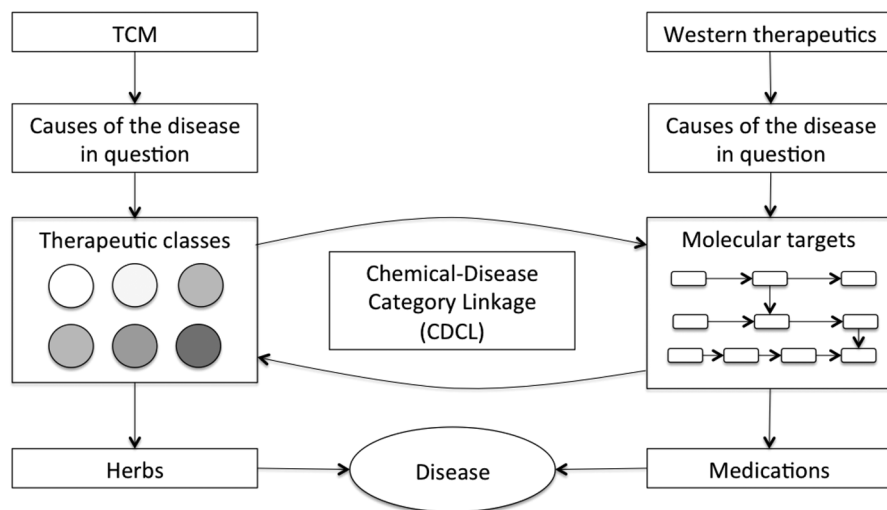 TCM
Western therapeutics
Causes of the disease
in question
Causes of the disease
in question
Therapeutic classes
Molecular targets
Chemical-Disease
Category Linkage
(CDCL)
Herbs
Disease
Medications